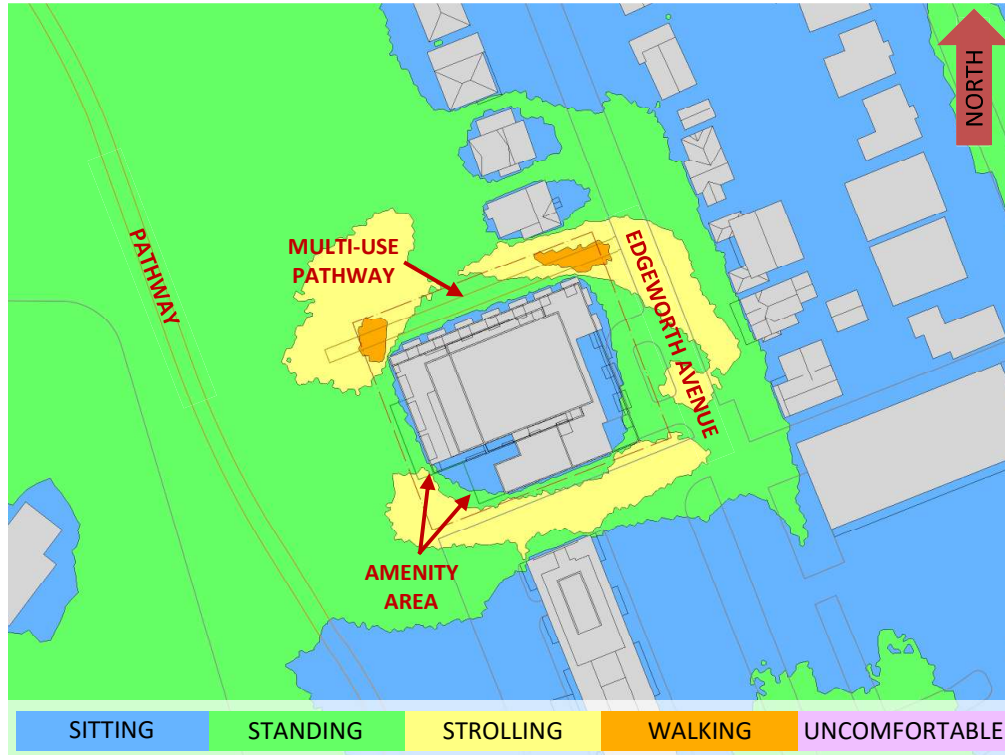 NORTH
MULTI-USE
PATHWAY
PATHWAY
EDGEWORTH AVENUE
AMENITY
AREA
SITTING
STANDING
STROLLING
WALKING
UNCOMFORTABLE